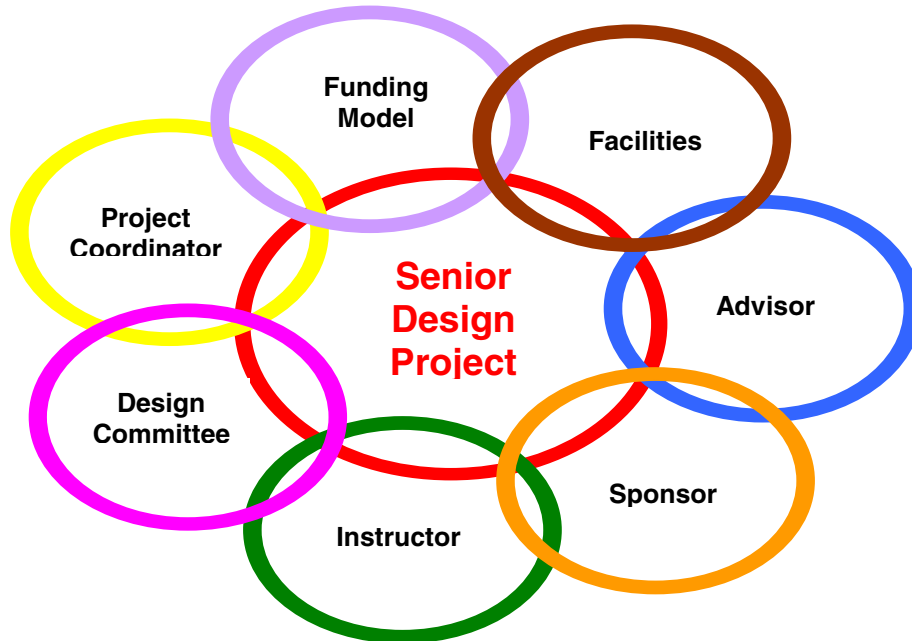 Funding
Model
Facilities
Project
Coordinator
Senior
Design
Project
Advisor
Design
Committee
Sponsor
Instructor